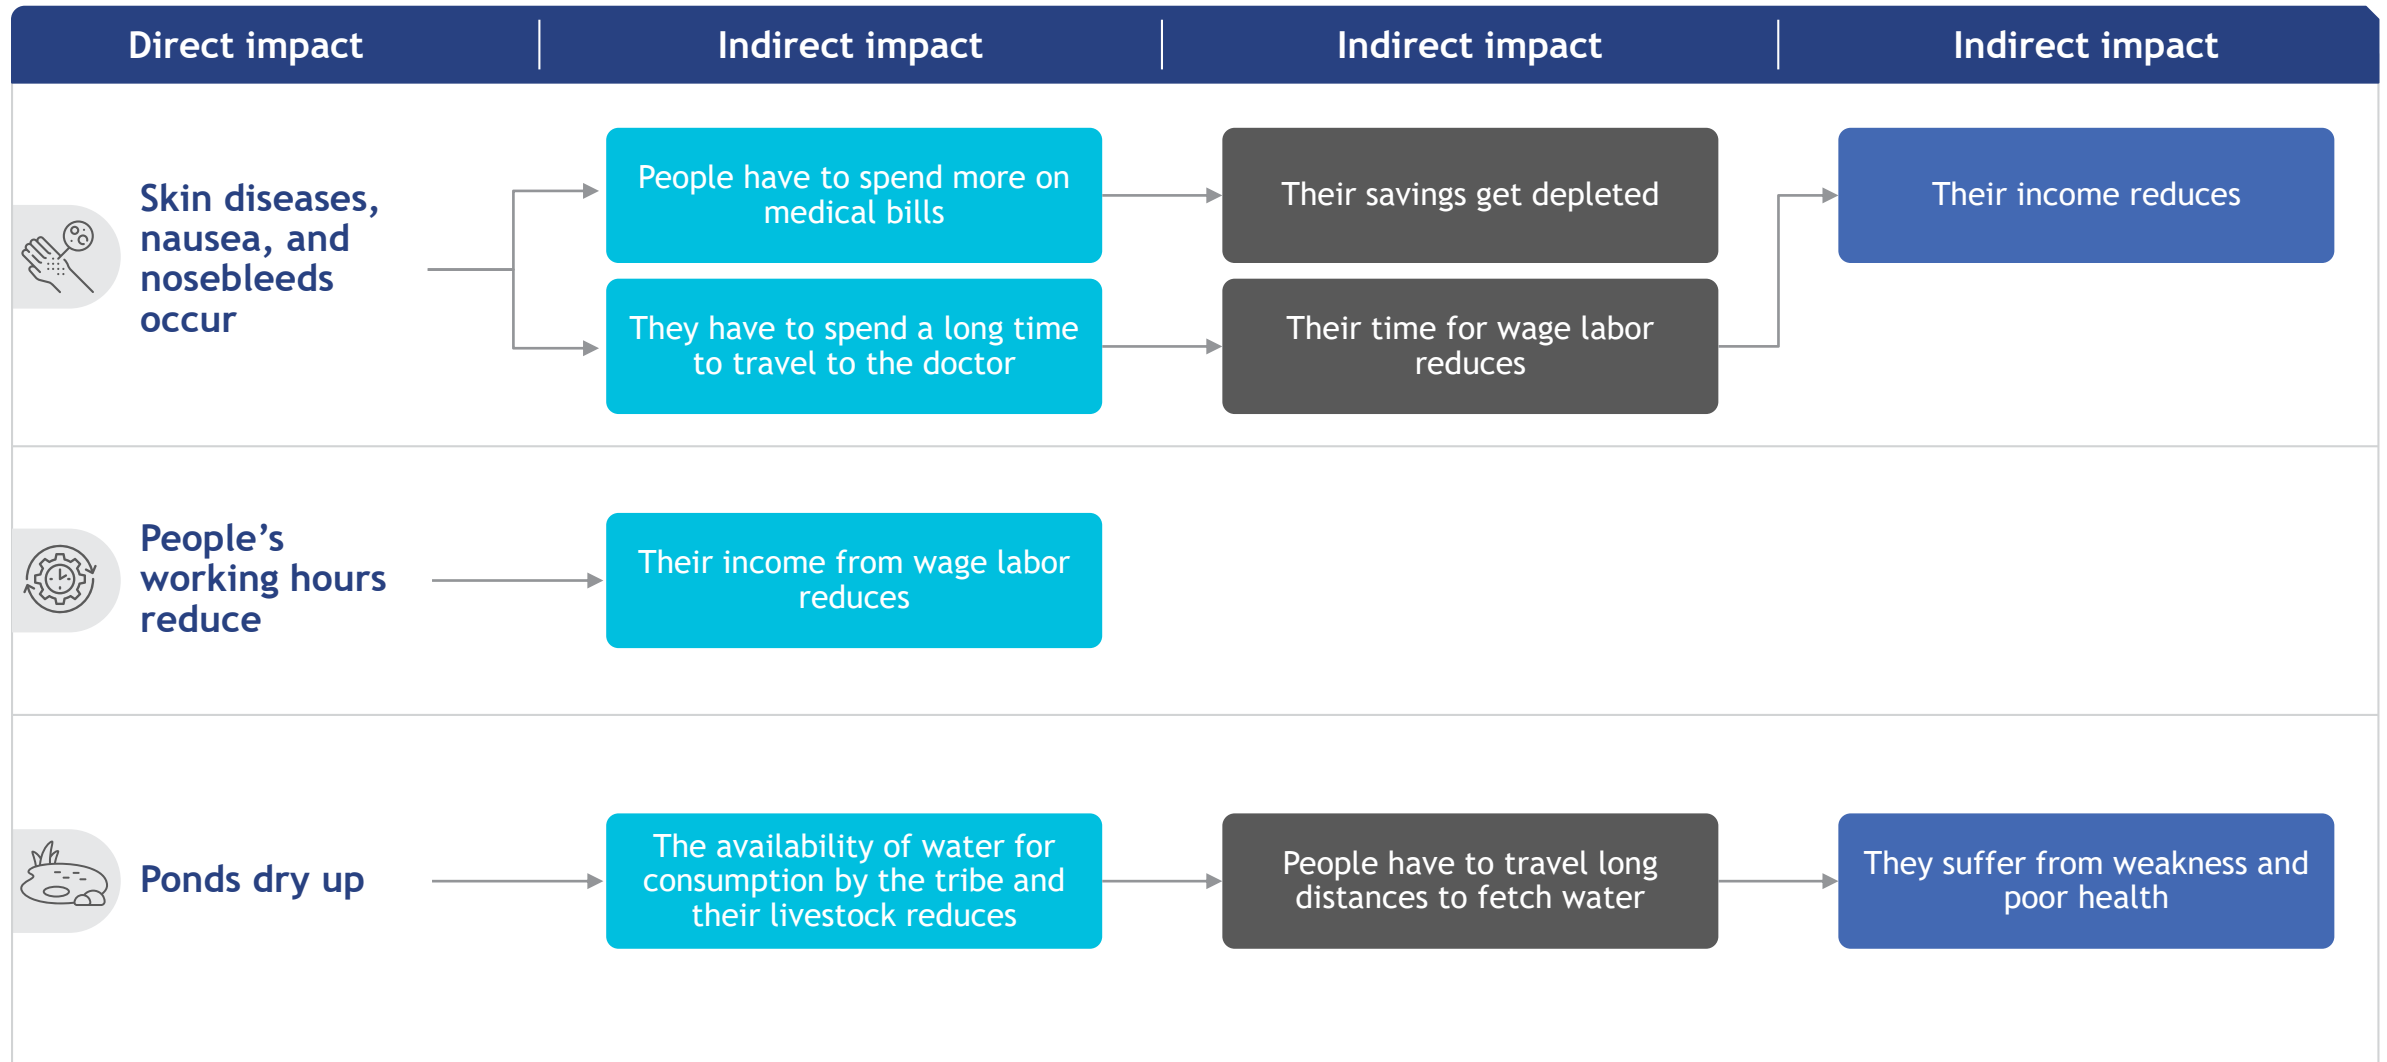 Direct impact
Indirect impact
Indirect impact
Indirect impact
Skin diseases,
nausea, and
nosebleeds
occur
People have to spend more on
medical bills
Their savings get depleted
Their income reduces
They have to spend a long time
to travel to the doctor
Their time for wage labor
reduces
People’s
working hours
reduce
Their income from wage labor
reduces
Ponds dry up
The availability of water for
consumption by the tribe and
their livestock reduces
People have to travel long
distances to fetch water
They suffer from weakness and
poor health